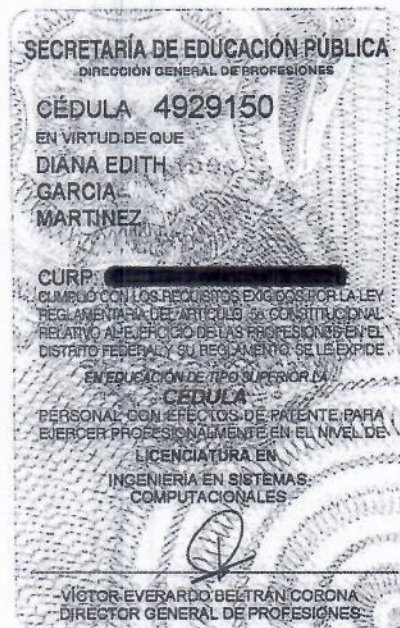 SECRETARÍA DE EDUCACIÓN PÚBLICA
DIRECCIÓN GENERAL DE PROFESIONES
CÉDULA 4929150
EN VIRTUD DE QUE
DIANA EDITH
GARCIA
MARTINEZ
CURP:
CUMPLIÓ CON LOS REQUISITOS EXIGIDOS POR LA LEY
REGLAMENTARIA DEL ARTÍCULO 5o. CONSTITUCIONAL
RELATIVO AL EJERCICIO DE LAS PROFESIONES EN EL
DISTRITO FEDERAL Y SU REGLAMENTO, SE LE EXPIDE
EN EDUCACIÓN DE TIPO SUPERIOR LA
CÉDULA
PERSONAL CON EFECTOS DE PATENTE PARA
EJERCER PROFESIONALMENTE EN EL NIVEL DE
LICENCIATURA EN
INGENIERÍA EN SISTEMAS
COMPUTACIONALES
VÍCTOR EVERARDO BELTRÁN CORONA
DIRECTOR GENERAL DE PROFESIONES